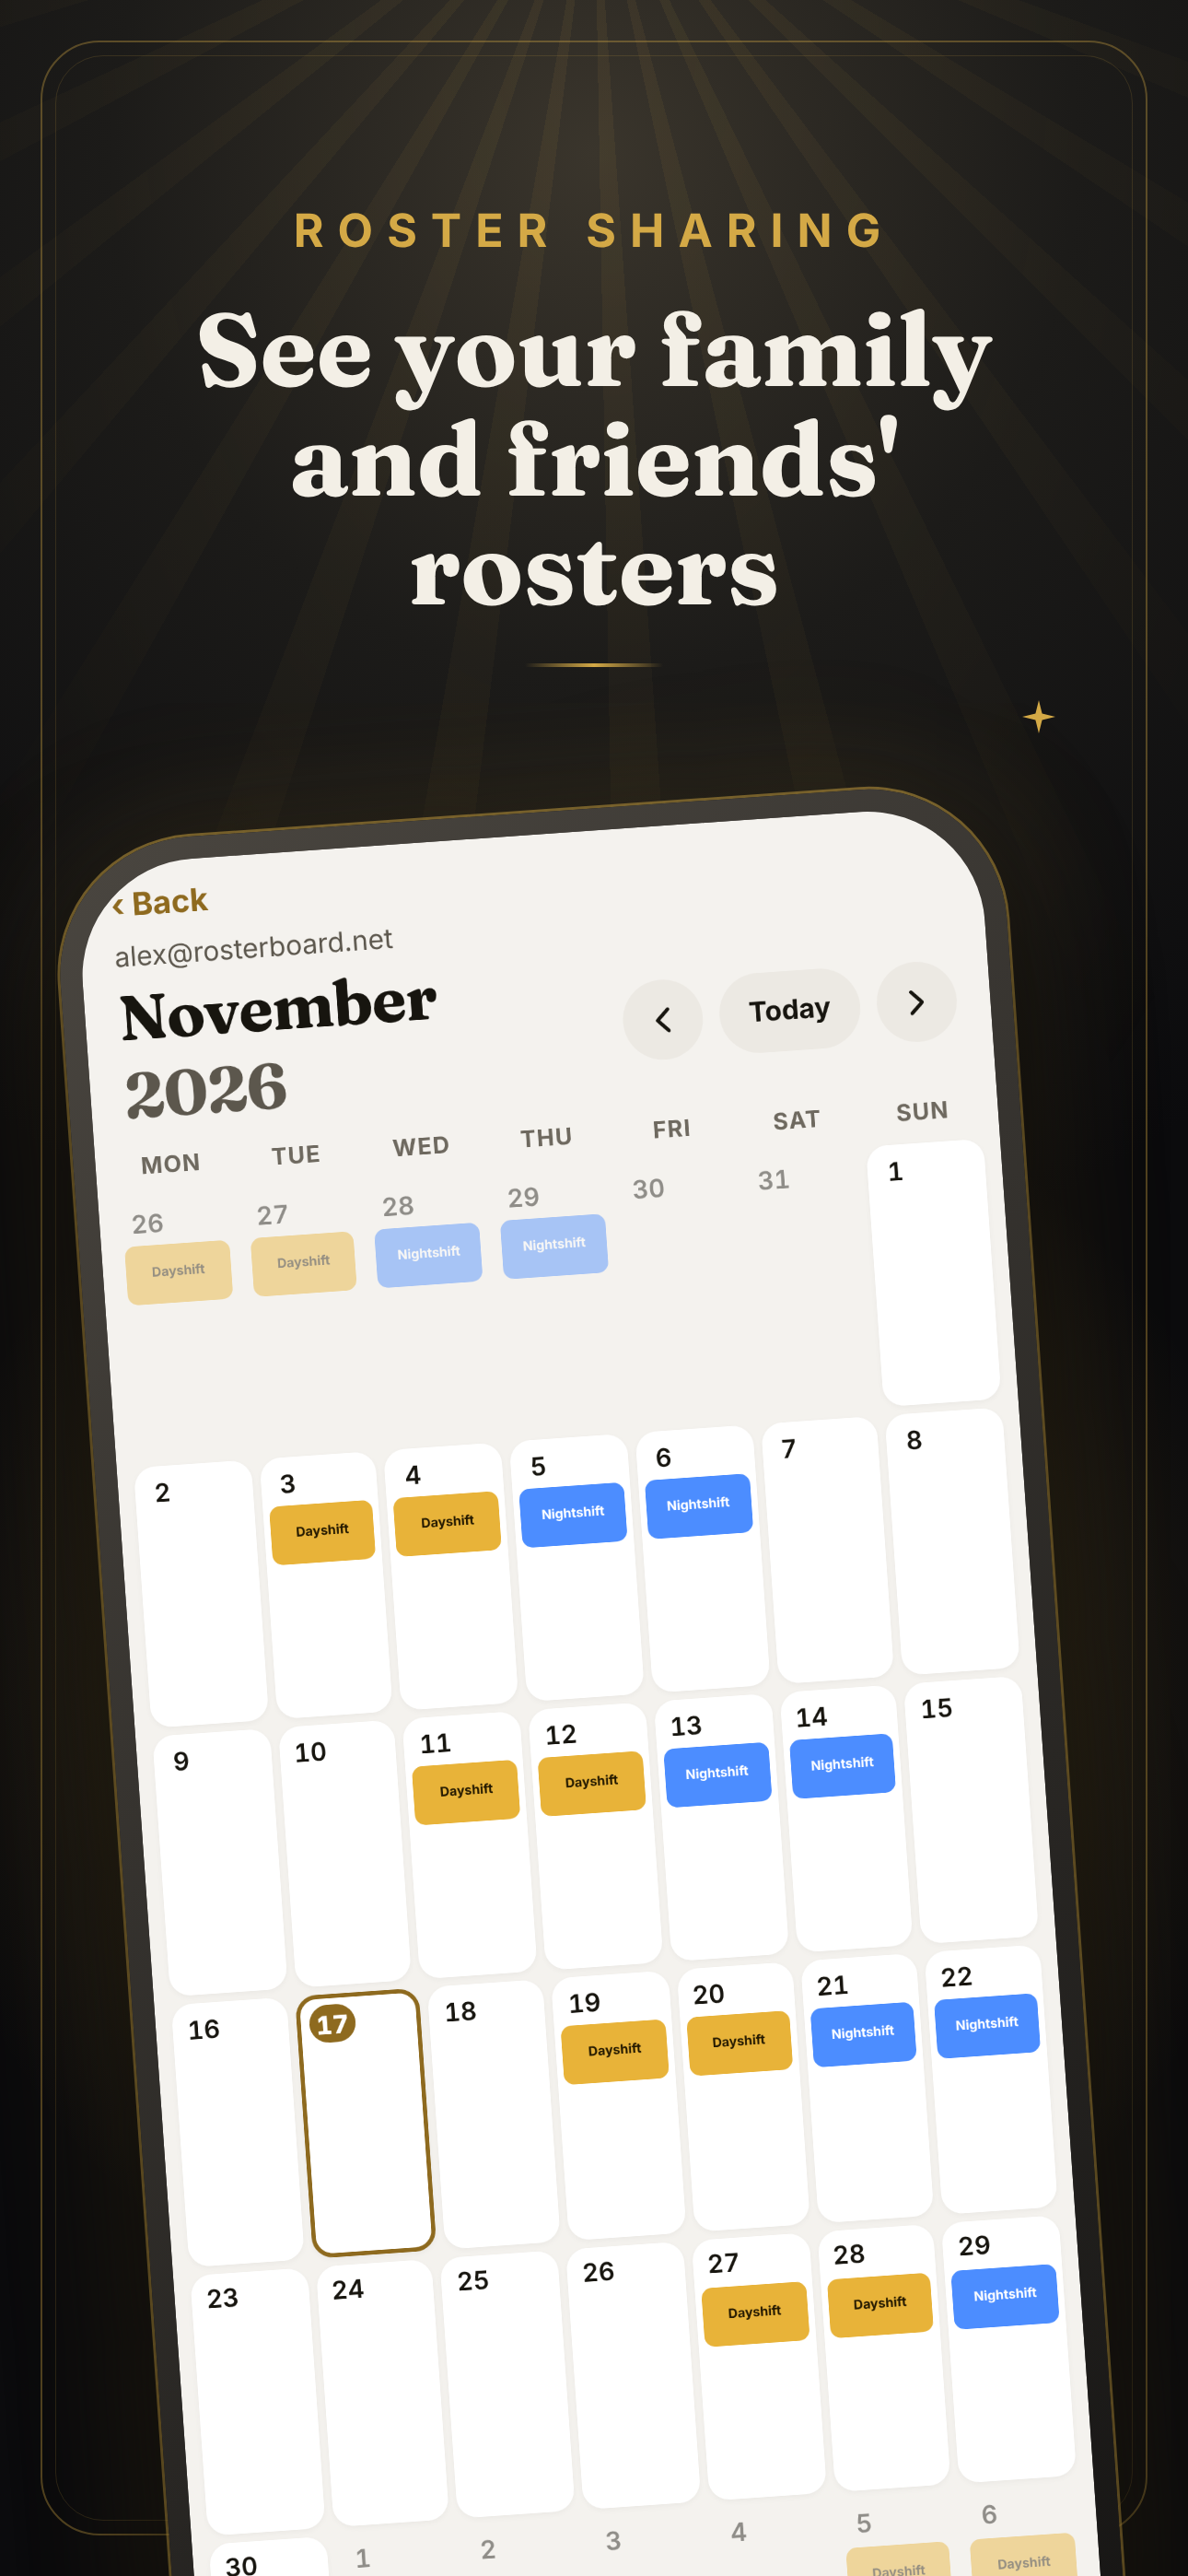 ROSTER SHARING
See your family
and friends'
rosters
‹ Back
alex@rosterboard.net
November
2026
Today
MON TUE WED THU FRI SAT SUN
26 27 28 29 30 31 1
Dayshift Dayshift Nightshift Nightshift
2 3 4 5 6 7 8
Dayshift Dayshift Nightshift Nightshift
9 10 11 12 13 14 15
Dayshift Dayshift Nightshift Nightshift
16 17 18 19 20 21 22
Dayshift Dayshift Nightshift Nightshift
23 24 25 26 27 28 29
Dayshift Dayshift Nightshift
30 1 2 3 4 5 6
Dayshift Dayshift